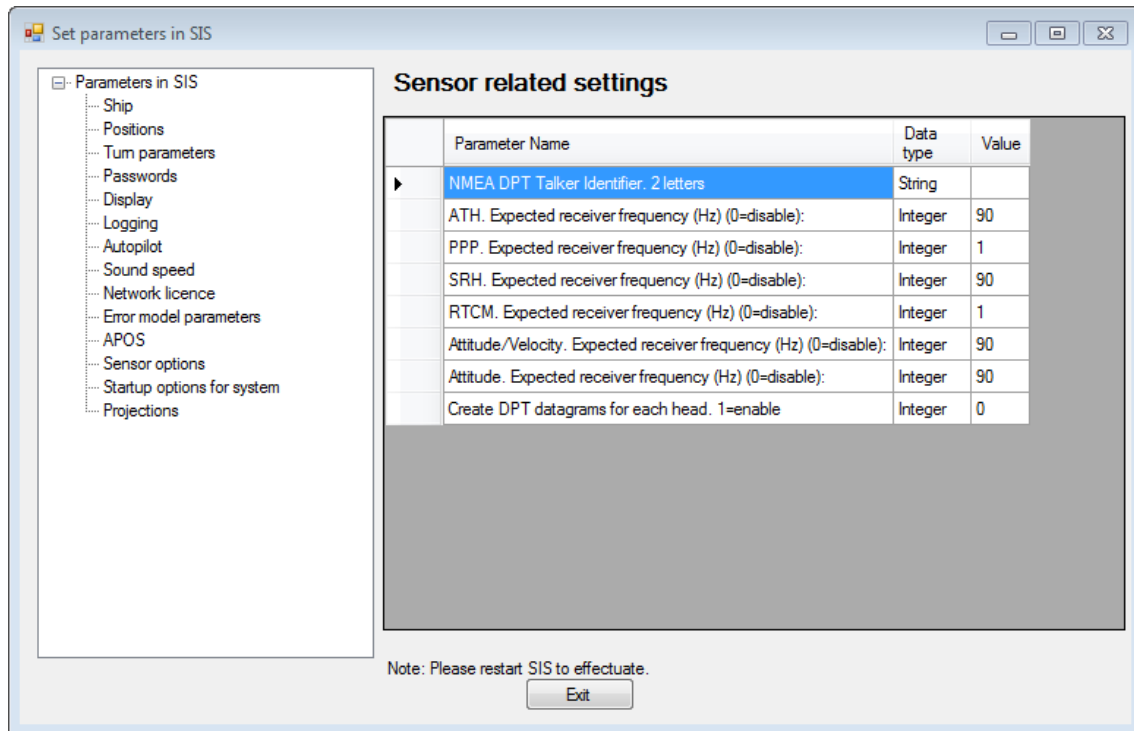 Set parameters in SIS
Parameters in SIS
Ship
Positions
Turn parameters
Passwords
Display
Logging
Autopilot
Sound speed
Network licence
Error model parameters
APOS
Sensor options
Startup options for system
Projections
Sensor related settings
Parameter Name Data type Value
NMEA DPT Talker Identifier. 2 letters String
ATH. Expected receiver frequency (Hz) (0=disable): Integer 90
PPP. Expected receiver frequency (Hz) (0=disable): Integer 1
SRH. Expected receiver frequency (Hz) (0=disable): Integer 90
RTCM. Expected receiver frequency (Hz) (0=disable): Integer 1
Attitude/Velocity. Expected receiver frequency (Hz) (0=disable): Integer 90
Attitude. Expected receiver frequency (Hz) (0=disable): Integer 90
Create DPT datagrams for each head. 1=enable Integer 0
Note: Please restart SIS to effectuate.
Exit